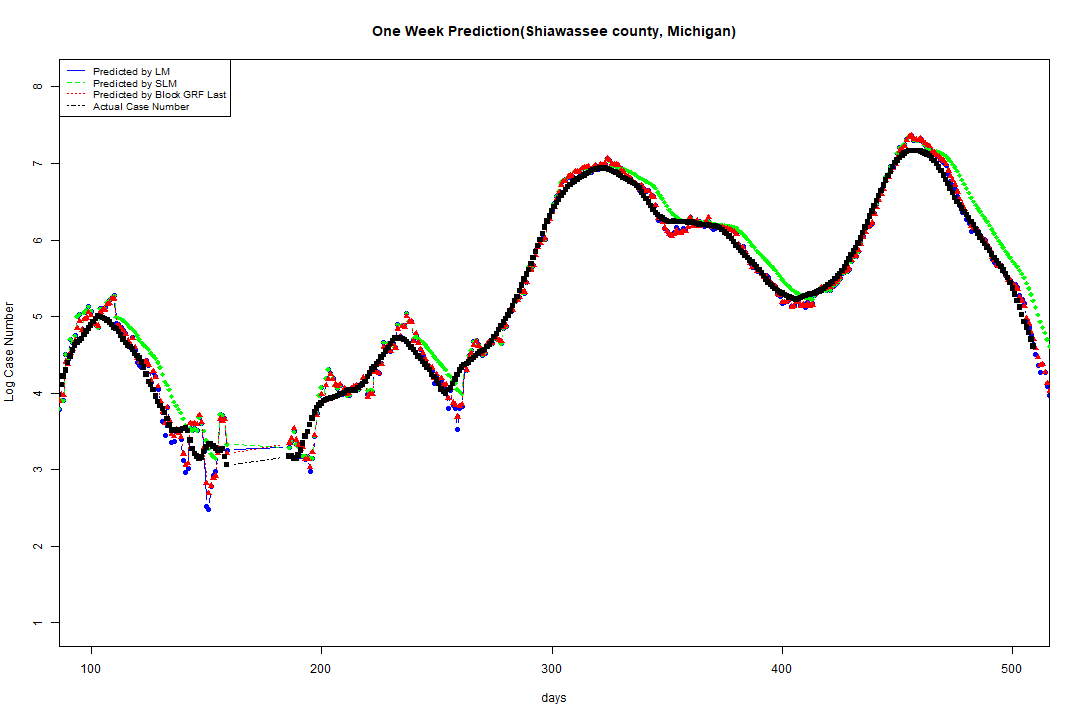 One Week Prediction(Shiawassee county, Michigan)
Predicted by LM
Predicted by SLM
Predicted by Block GRF Last
Actual Case Number
8
7
6
5
4
3
2
1
Log Case Number
100 200 300 400 500
days